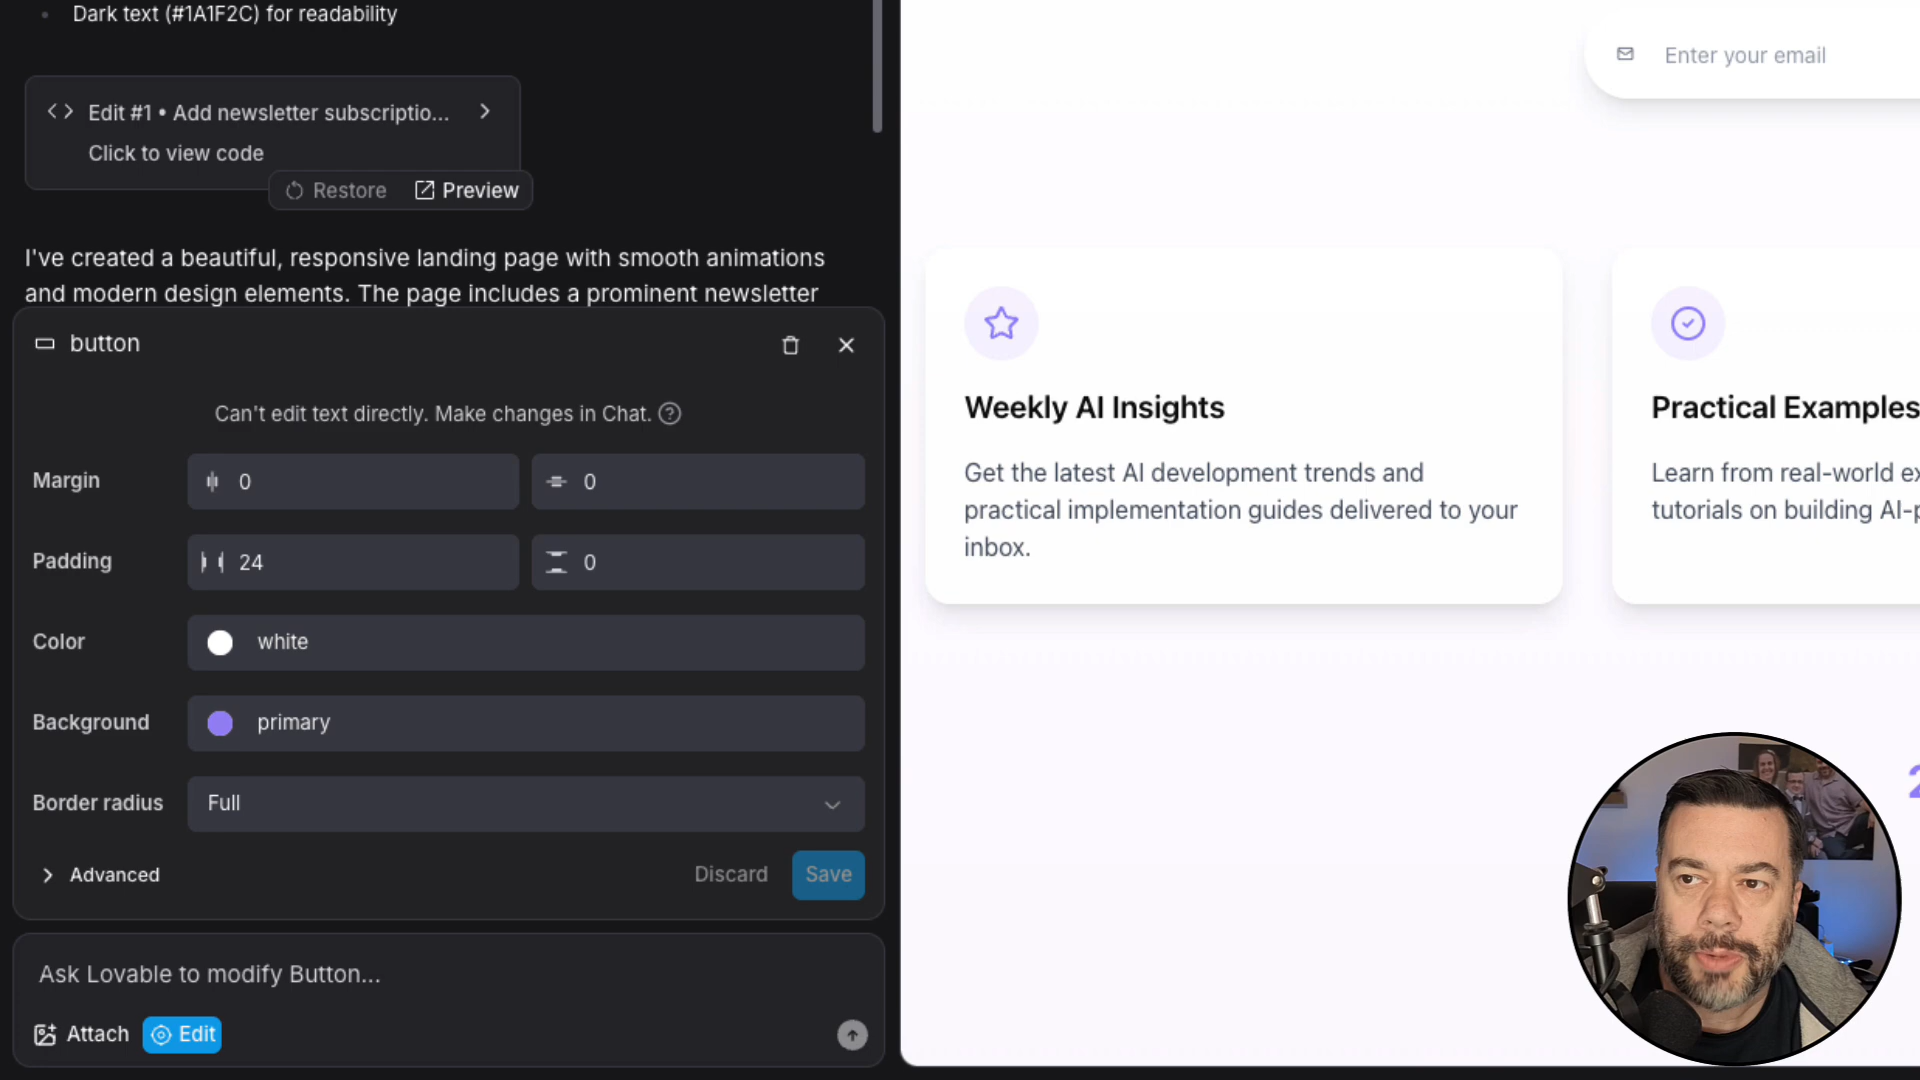 Dark text (#1A1F2C) for readability
Edit #1 • Add newsletter subscriptio...
Click to view code
Restore
Preview
I've created a beautiful, responsive landing page with smooth animations
and modern design elements. The page includes a prominent newsletter
button
Can't edit text directly. Make changes in Chat.
Margin
0
0
Padding
24
0
Color
white
Background
primary
Border radius
Full
Advanced
Discard
Save
Ask Lovable to modify Button...
Attach
Edit
Enter your email
Weekly AI Insights
Get the latest AI development trends and
practical implementation guides delivered to your
inbox.
Practical Examples
Learn from real-world ex
tutorials on building AI-p